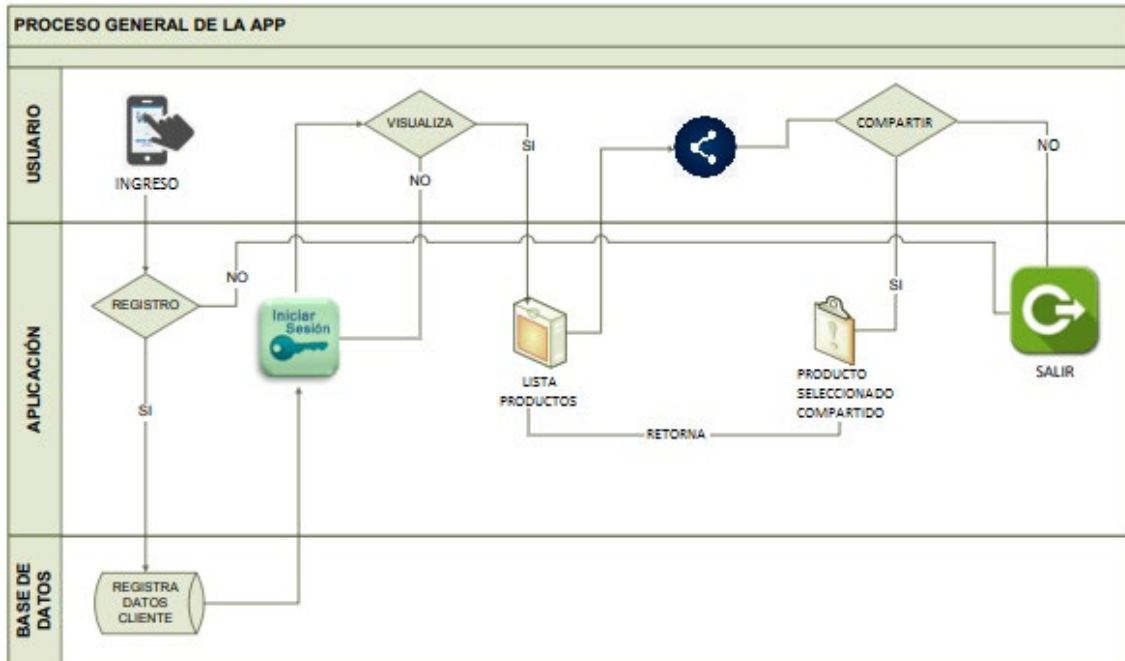 PROCESO GENERAL DE LA APP
USUARIO
INGRESO
VISUALIZA
SI
NO
COMPARTIR
NO
APLICACIÓN
REGISTRO
NO
SI
Iniciar
Sesión
LISTA
PRODUCTOS
RETORNA
SI
PRODUCTO
SELECCIONADO
COMPARTIDO
SALIR
BASE DE
DATOS
REGISTRA
DATOS
CLIENTE